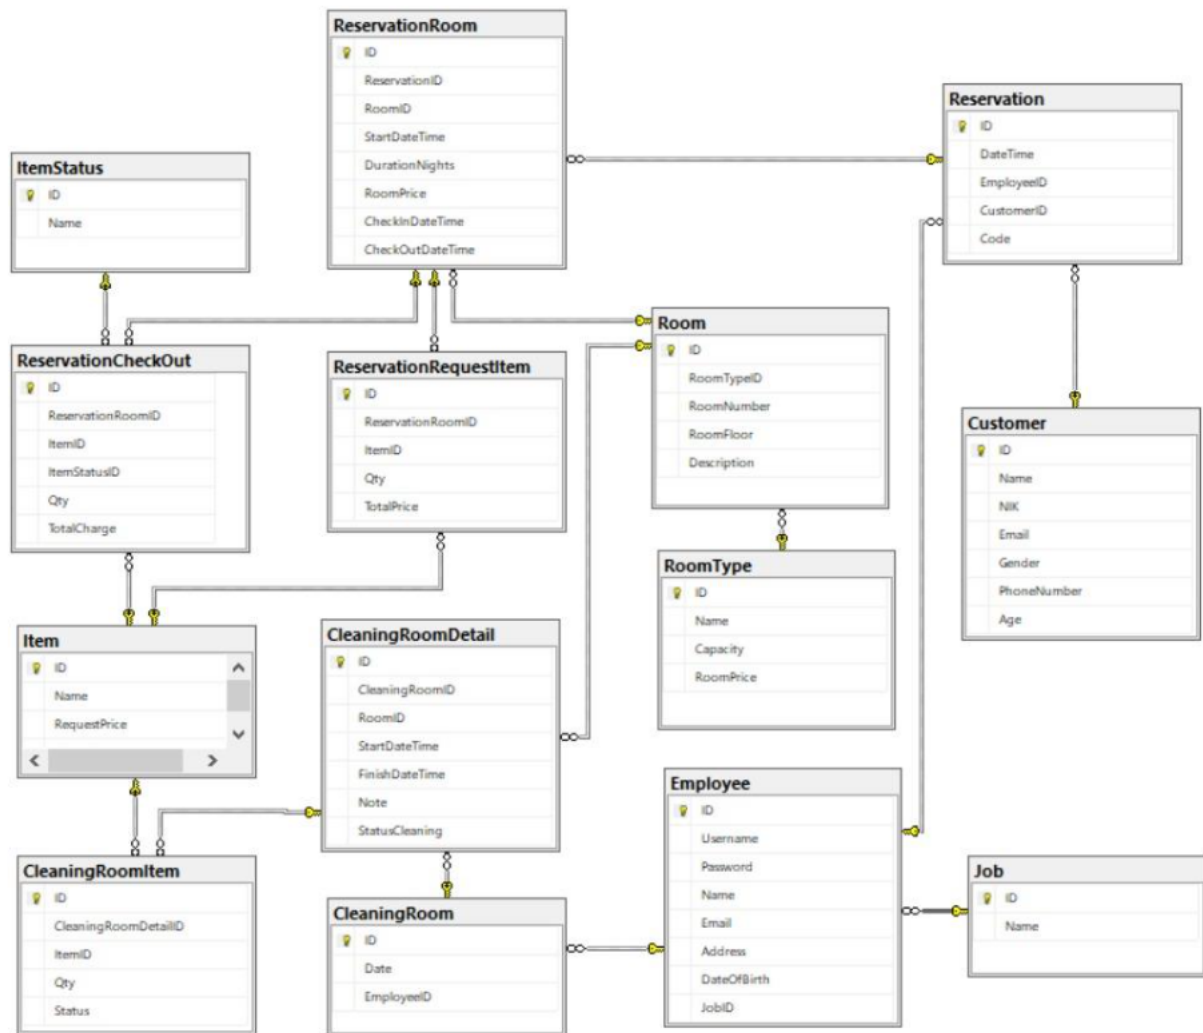 ReservationRoom
ID
ReservationID
RoomID
StartDateTime
DurationNights
RoomPrice
CheckInDateTime
CheckOutDateTime
Reservation
ID
DateTime
EmployeeID
CustomerID
Code
ItemStatus
ID
Name
ReservationCheckOut
ID
ReservationRoomID
ItemID
ItemStatusID
Qty
TotalCharge
ReservationRequestItem
ID
ReservationRoomID
ItemID
Qty
TotalPrice
Room
ID
RoomTypeID
RoomNumber
RoomFloor
Description
Customer
ID
Name
NIK
Email
Gender
PhoneNumber
Age
RoomType
ID
Name
Capacity
RoomPrice
Item
ID
Name
RequestPrice
CleaningRoomDetail
ID
CleaningRoomID
RoomID
StartDateTime
FinishDateTime
Note
StatusCleaning
Employee
ID
Username
Password
Name
Email
Address
DateOfBirth
JobID
Job
ID
Name
CleaningRoomItem
ID
CleaningRoomDetailID
ItemID
Qty
Status
CleaningRoom
ID
Date
EmployeeID